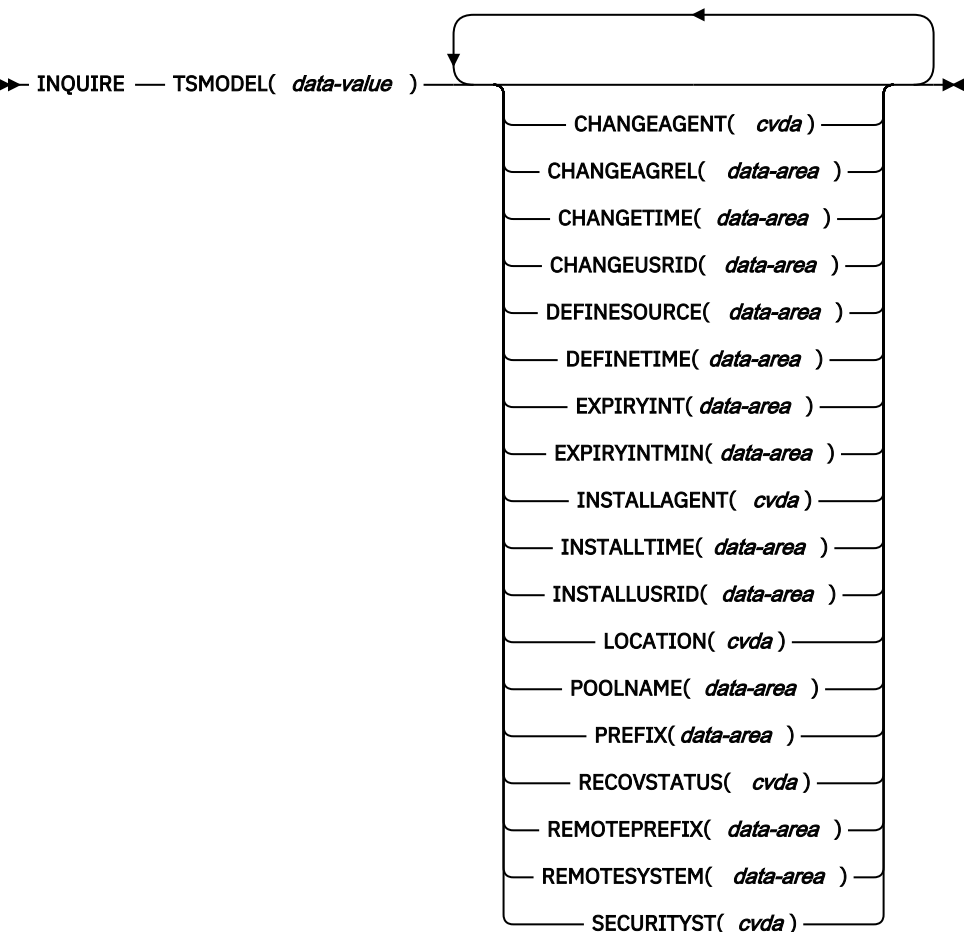 INQUIRE TSMODEL( data-value )
CHANGEAGENT( cvda )
CHANGEAGREL( data-area )
CHANGETIME( data-area )
CHANGEUSRID( data-area )
DEFINESOURCE( data-area )
DEFINETIME( data-area )
EXPIRYINT( data-area )
EXPIRYINTMIN( data-area )
INSTALLAGENT( cvda )
INSTALLTIME( data-area )
INSTALLUSRID( data-area )
LOCATION( cvda )
POOLNAME( data-area )
PREFIX( data-area )
RECOVSTATUS( cvda )
REMOTEPREFIX( data-area )
REMOTESYSTEM( data-area )
SECURITYST( cvda )